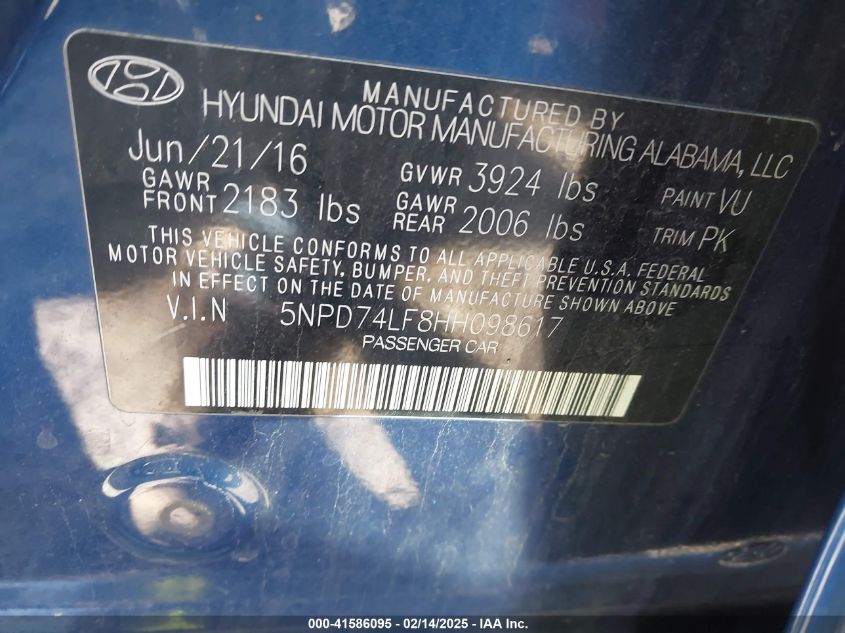 MANUFACTURED BY
HYUNDAI MOTOR MANUFACTURING ALABAMA, LLC
Jun/21/16 GVWR 3924 lbs PAINT VU
GAWR FRONT 2183 lbs GAWR REAR 2006 lbs TRIM PK
THIS VEHICLE CONFORMS TO ALL APPLICABLE U.S.A. FEDERAL
MOTOR VEHICLE SAFETY, BUMPER, AND THEFT PREVENTION STANDARDS
IN EFFECT ON THE DATE OF MANUFACTURE SHOWN ABOVE
V.I.N 5NPD74LF8HH098617
PASSENGER CAR
000-41586095 - 02/14/2025 - IAA Inc.